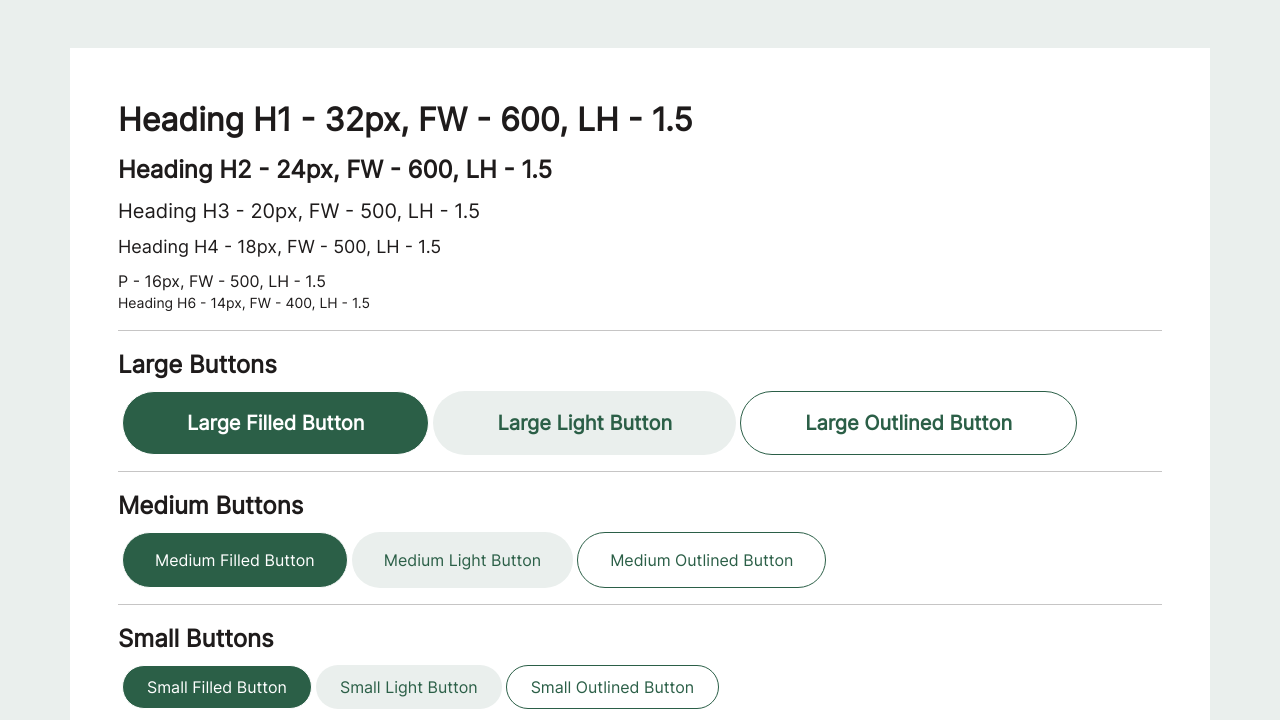 Heading H1 - 32px, FW - 600, LH - 1.5
Heading H2 - 24px, FW - 600, LH - 1.5
Heading H3 - 20px, FW - 500, LH - 1.5
Heading H4 - 18px, FW - 500, LH - 1.5
P - 16px, FW - 500, LH - 1.5
Heading H6 - 14px, FW - 400, LH - 1.5
Large Buttons
Large Filled Button Large Light Button Large Outlined Button
Medium Buttons
Medium Filled Button Medium Light Button Medium Outlined Button
Small Buttons
Small Filled Button Small Light Button Small Outlined Button